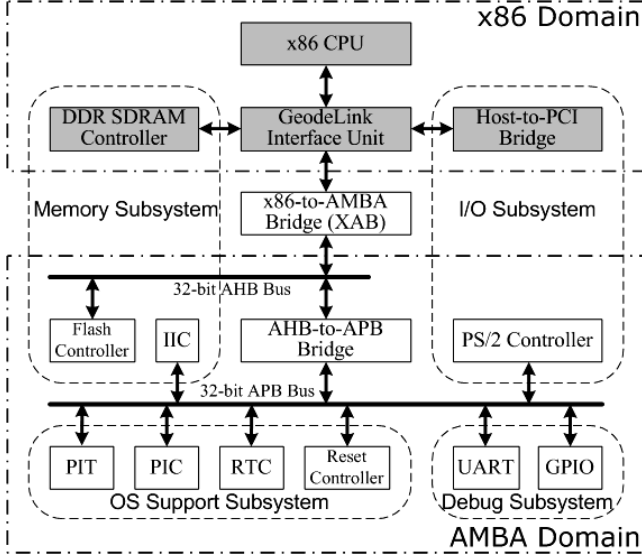 x86 Domain
x86 CPU
DDR SDRAM
Controller
GeodeLink
Interface Unit
Host-to-PCI
Bridge
Memory Subsystem
x86-to-AMBA
Bridge (XAB)
I/O Subsystem
32-bit AHB Bus
Flash
Controller
IIC
AHB-to-APB
Bridge
PS/2 Controller
32-bit APB Bus
PIT
PIC
RTC
Reset
Controller
UART
GPIO
OS Support Subsystem
Debug Subsystem
AMBA Domain